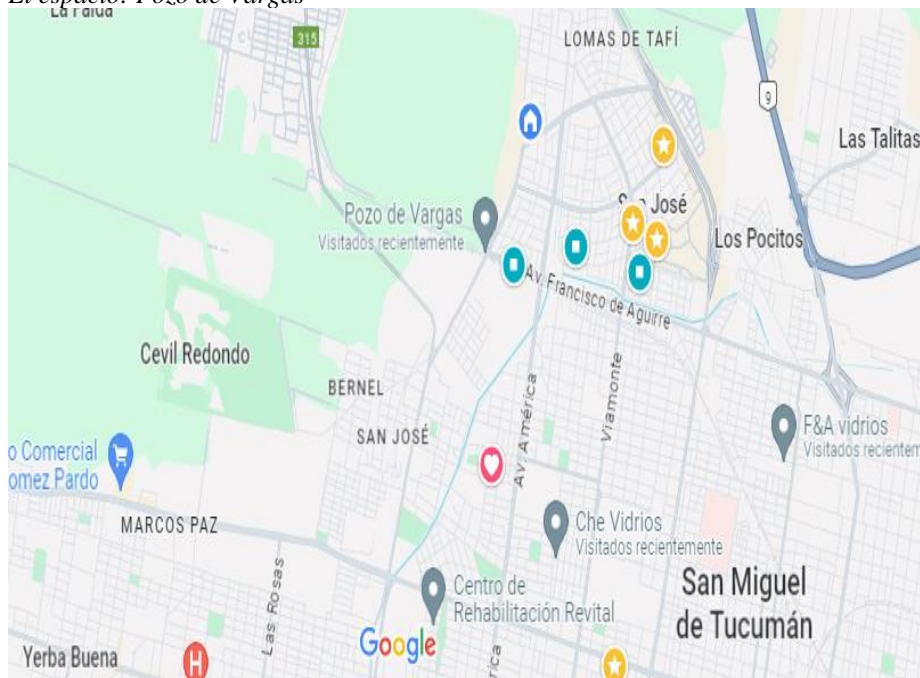 El espacio: Pozo de Vargas
La Falda
315
LOMAS DE TAFÍ
9
Las Talitas
San José
Pozo de Vargas
Visitados recientemente
Los Pocitos
Av. Francisco de Aguirre
Cevil Redondo
BERNEL
Av. América
Viamonte
SAN JOSÉ
F&A vidrios
Visitados recientem
o Comercial
omez Pardo
MARCOS PAZ
Che Vidrios
Visitados recientemente
Las Rosas
Centro de
Rehabilitación Revital
San Miguel
de Tucumán
Google
Yerba Buena
H
rica